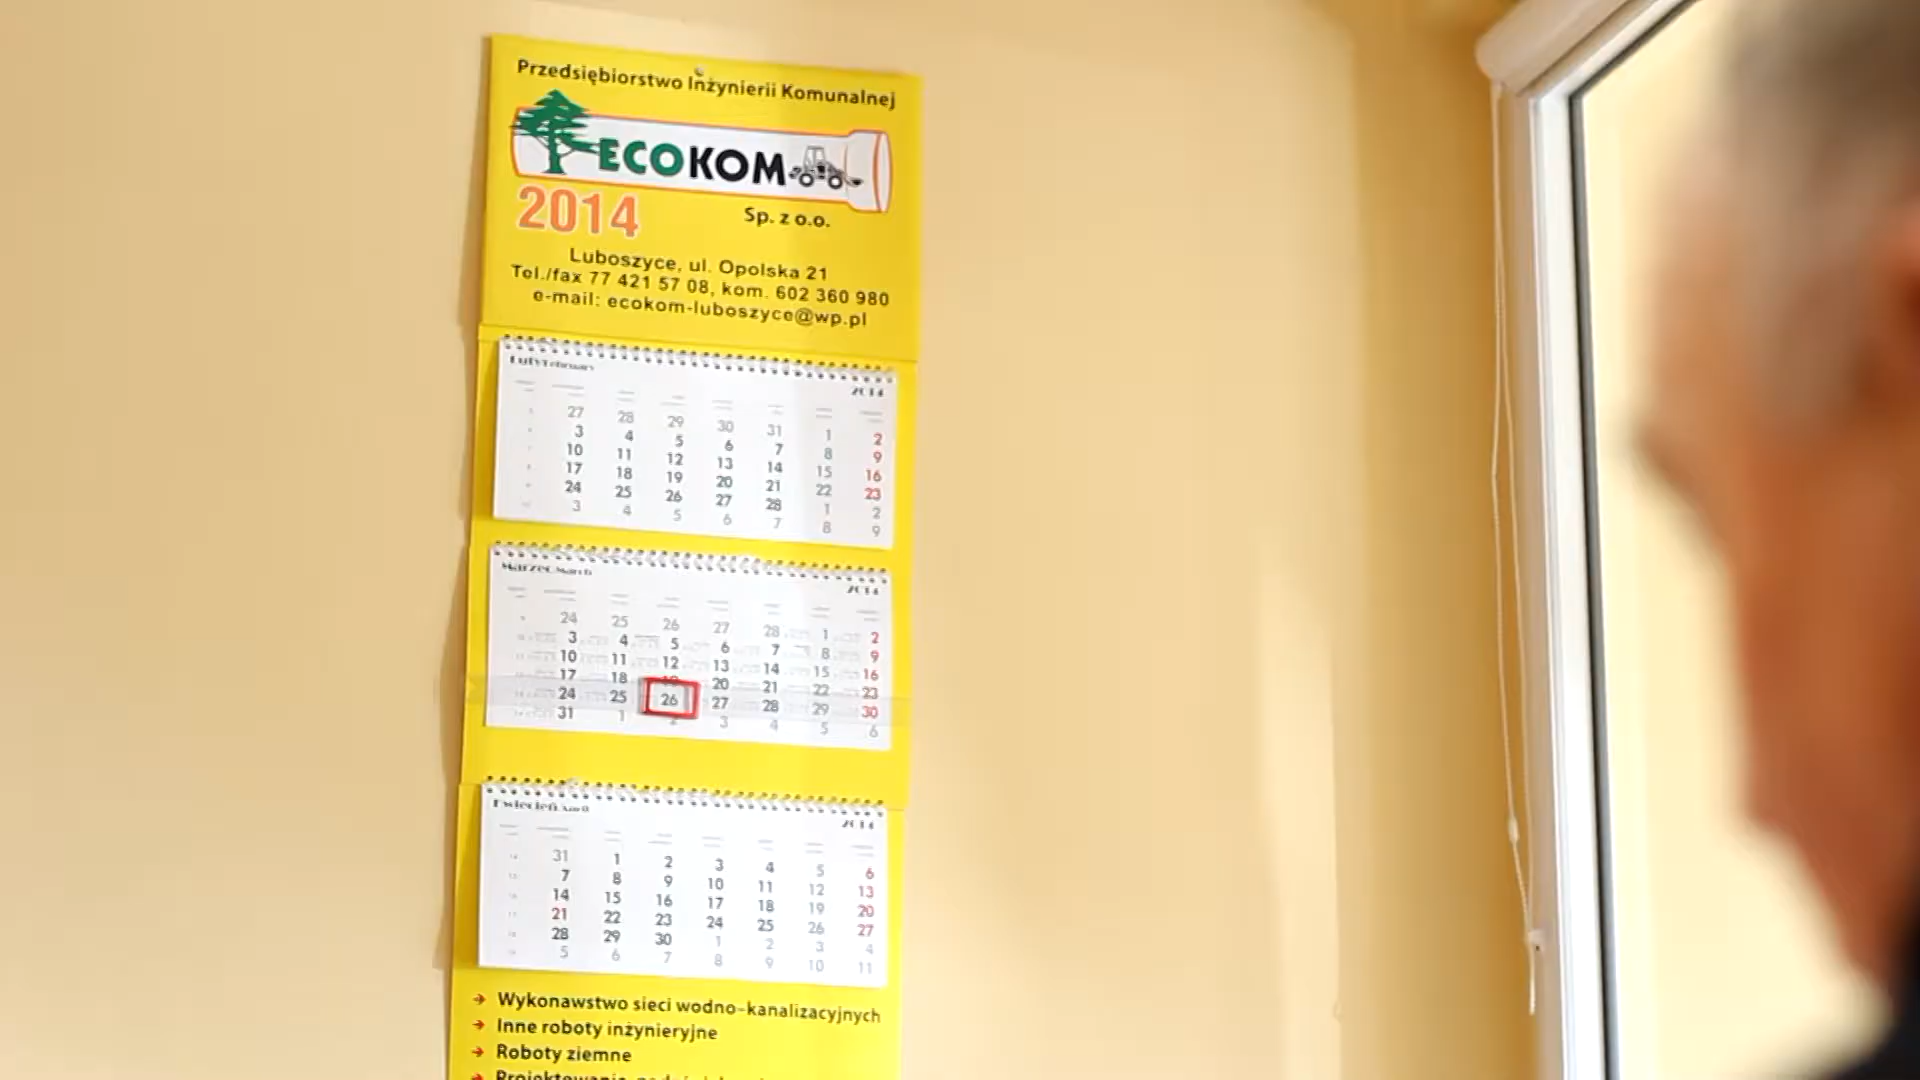 Przedsiębiorstwo Inżynierii Komunalnej
ECOKOM
2014
Sp. z o.o.
Luboszyce, ul. Opolska 21
Tel./fax 77 421 57 08, kom. 602 360 980
e-mail: ecokom-luboszyce@wp.pl
Luty February
2014
27 28 29 30 31 1 2
3 4 5 6 7 8 9
10 11 12 13 14 15 16
17 18 19 20 21 22 23
24 25 26 27 28 1 2
3 4 5 6 7 8 9
Marzec March
2014
24 25 26 27 28 1 2
3 4 5 6 7 8 9
10 11 12 13 14 15 16
17 18 19 20 21 22 23
24 25 26 27 28 29 30
31 1 2 3 4 5 6
Kwiecień April
2014
31 1 2 3 4 5 6
7 8 9 10 11 12 13
14 15 16 17 18 19 20
21 22 23 24 25 26 27
28 29 30 1 2 3 4
5 6 7 8 9 10 11
Wykonawstwo sieci wodno-kanalizacyjnych
Inne roboty inżynieryjne
Roboty ziemne
Projektowanie